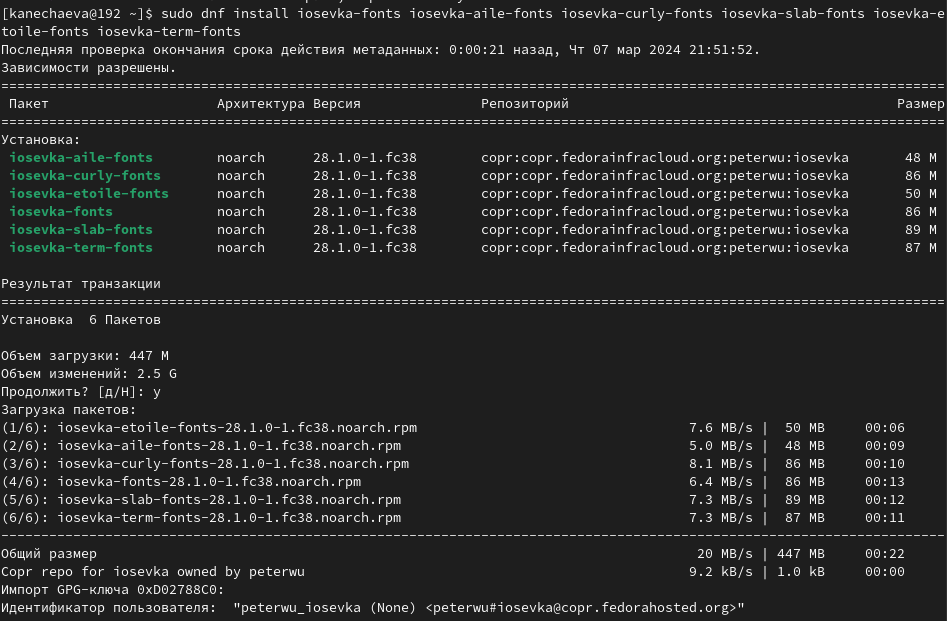 [kanechaeva@192 ~]$ sudo dnf install iosevka-fonts iosevka-aile-fonts iosevka-curly-fonts iosevka-slab-fonts iosevka-e
toile-fonts iosevka-term-fonts
Последняя проверка окончания срока действия метаданных: 0:00:21 назад, Чт 07 мар 2024 21:51:52.
Зависимости разрешены.
================================================================================
Пакет Архитектура Версия Репозиторий Размер
================================================================================
Установка:
iosevka-aile-fonts noarch 28.1.0-1.fc38 copr:copr.fedorainfracloud.org:peterwu:iosevka 48 M
iosevka-curly-fonts noarch 28.1.0-1.fc38 copr:copr.fedorainfracloud.org:peterwu:iosevka 86 M
iosevka-etoile-fonts noarch 28.1.0-1.fc38 copr:copr.fedorainfracloud.org:peterwu:iosevka 50 M
iosevka-fonts noarch 28.1.0-1.fc38 copr:copr.fedorainfracloud.org:peterwu:iosevka 86 M
iosevka-slab-fonts noarch 28.1.0-1.fc38 copr:copr.fedorainfracloud.org:peterwu:iosevka 89 M
iosevka-term-fonts noarch 28.1.0-1.fc38 copr:copr.fedorainfracloud.org:peterwu:iosevka 87 M
Результат транзакции
================================================================================
Установка 6 Пакетов
Объем загрузки: 447 M
Объем изменений: 2.5 G
Продолжить? [д/Н]: y
Загрузка пакетов:
(1/6): iosevka-etoile-fonts-28.1.0-1.fc38.noarch.rpm 7.6 MB/s | 50 MB 00:06
(2/6): iosevka-aile-fonts-28.1.0-1.fc38.noarch.rpm 5.0 MB/s | 48 MB 00:09
(3/6): iosevka-curly-fonts-28.1.0-1.fc38.noarch.rpm 8.1 MB/s | 86 MB 00:10
(4/6): iosevka-fonts-28.1.0-1.fc38.noarch.rpm 6.4 MB/s | 86 MB 00:13
(5/6): iosevka-slab-fonts-28.1.0-1.fc38.noarch.rpm 7.3 MB/s | 89 MB 00:12
(6/6): iosevka-term-fonts-28.1.0-1.fc38.noarch.rpm 7.3 MB/s | 87 MB 00:11
--------------------------------------------------------------------------------
Общий размер 20 MB/s | 447 MB 00:22
Copr repo for iosevka owned by peterwu 9.2 kB/s | 1.0 kB 00:00
Импорт GPG-ключа 0xD02788C0:
Идентификатор пользователя: "peterwu_iosevka (None) <peterwu#iosevka@copr.fedorahosted.org>"